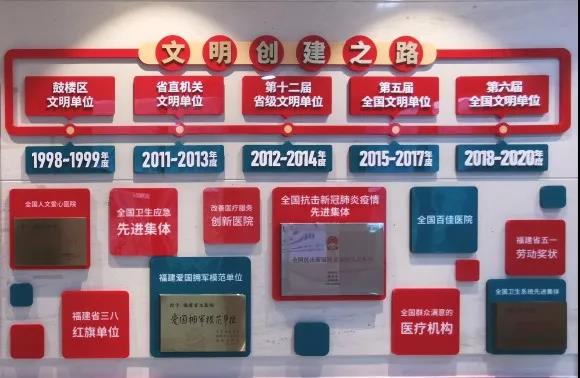 文明创建之路
鼓楼区
文明单位
省直机关
文明单位
第十二届
省级文明单位
第五届
全国文明单位
第六届
全国文明单位
1998-1999年度
2011-2013年度
2012-2014年度
2015-2017年度
2018-2020年度
全国人文爱心医院
全国卫生应急
先进集体
改善医疗服务
创新医院
全国抗击新冠肺炎疫情
先进集体
全国百佳医院
福建省五一
劳动奖状
福建省三八
红旗单位
福建爱国拥军模范单位
爱国拥军模范单位
全国群众满意的
医疗机构
全国卫生系统先进集体